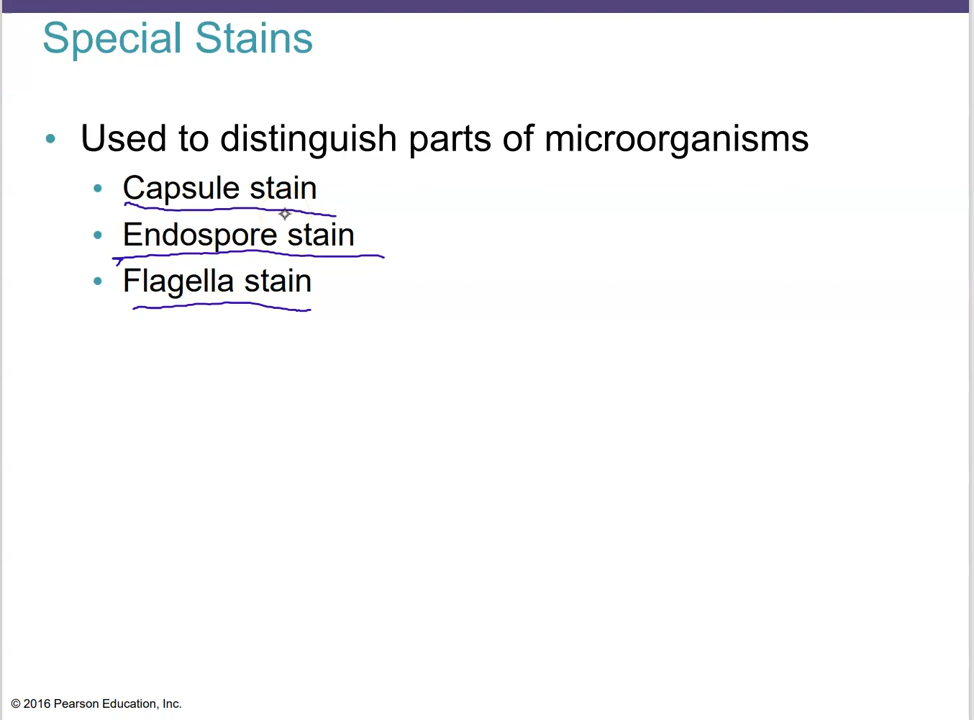 Special Stains
• Used to distinguish parts of microorganisms
• Capsule stain
• Endospore stain
• Flagella stain
© 2016 Pearson Education, Inc.